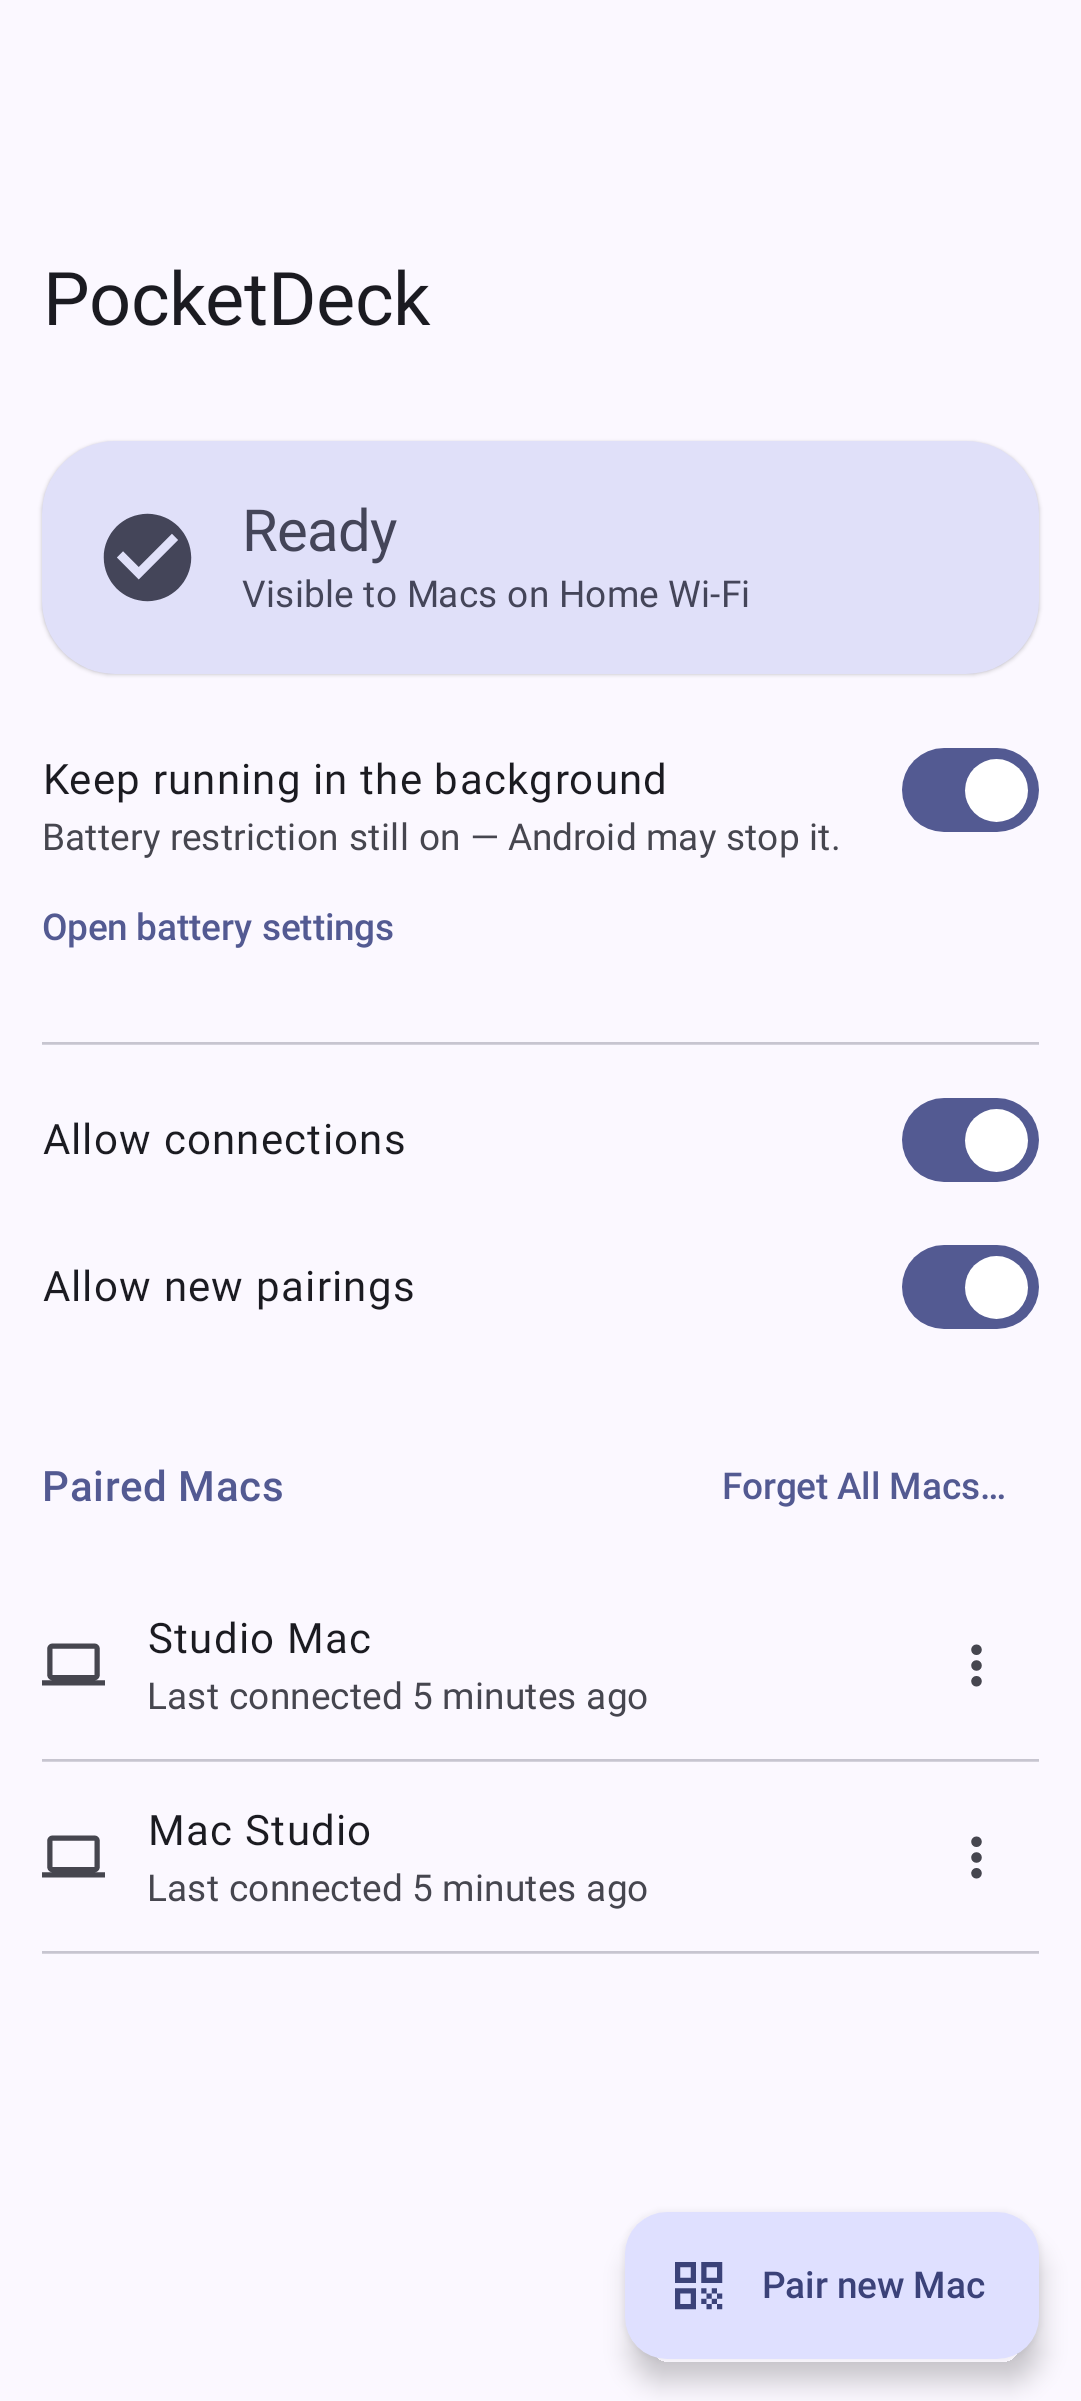 PocketDeck
Ready
Visible to Macs on Home Wi-Fi
Keep running in the background
Battery restriction still on — Android may stop it.
Open battery settings
Allow connections
Allow new pairings
Paired Macs
Forget All Macs...
Studio Mac
Last connected 5 minutes ago
Mac Studio
Last connected 5 minutes ago
Pair new Mac